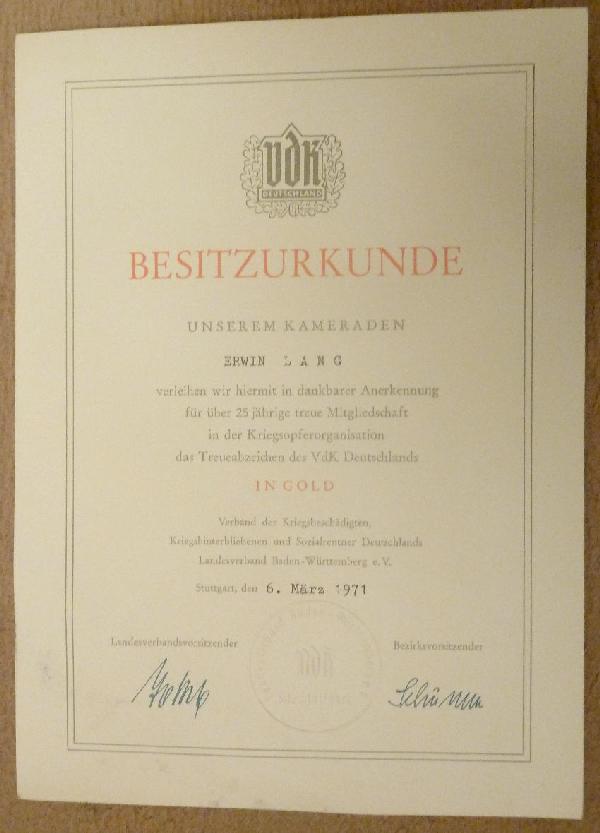 VdK
DEUTSCHLAND
BESITZURKUNDE
UNSEREM KAMERADEN
ERWIN LANG
verleihen wir hiermit in dankbarer Anerkennung
für über 25 jährige treue Mitgliedschaft
in der Kriegsopferorganisation
das Treueabzeichen des VdK Deutschlands
IN GOLD
Verband der Kriegsbeschädigten,
Kriegshinterbliebenen und Sozialrentner Deutschlands
Landesverband Baden-Württemberg e.V.
Stuttgart, den 6. März 1971
Landesverbandsvorsitzender Bezirksvorsitzender
VdK